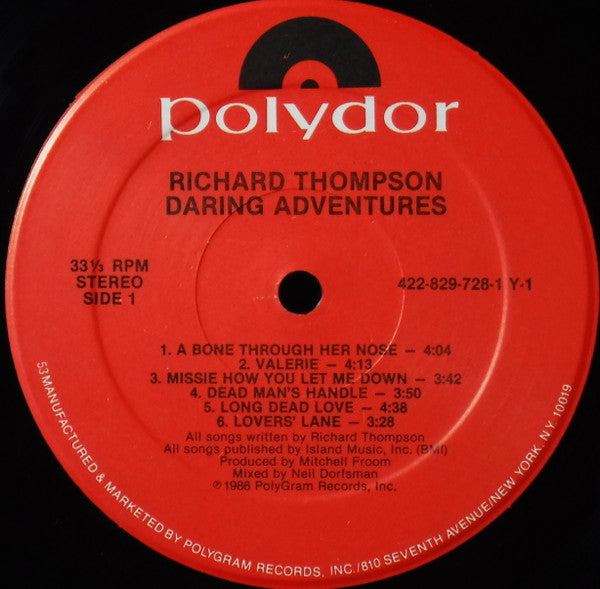 polydor
RICHARD THOMPSON
DARING ADVENTURES
33⅓ RPM
STEREO
SIDE 1
422-829-728-1 Y-1
1. A BONE THROUGH HER NOSE — 4:04
2. VALERIE — 4:13
3. MISSIE HOW YOU LET ME DOWN — 3:42
4. DEAD MAN'S HANDLE — 3:50
5. LONG DEAD LOVE — 4:38
6. LOVERS' LANE — 3:28
All songs written by Richard Thompson
All songs published by Island Music, Inc. (BMI)
Produced by Mitchell Froom
Mixed by Neil Dorfsman
℗ 1986 PolyGram Records, Inc.
53 MANUFACTURED & MARKETED BY POLYGRAM RECORDS, INC./810 SEVENTH AVENUE/NEW YORK, N.Y. 10019